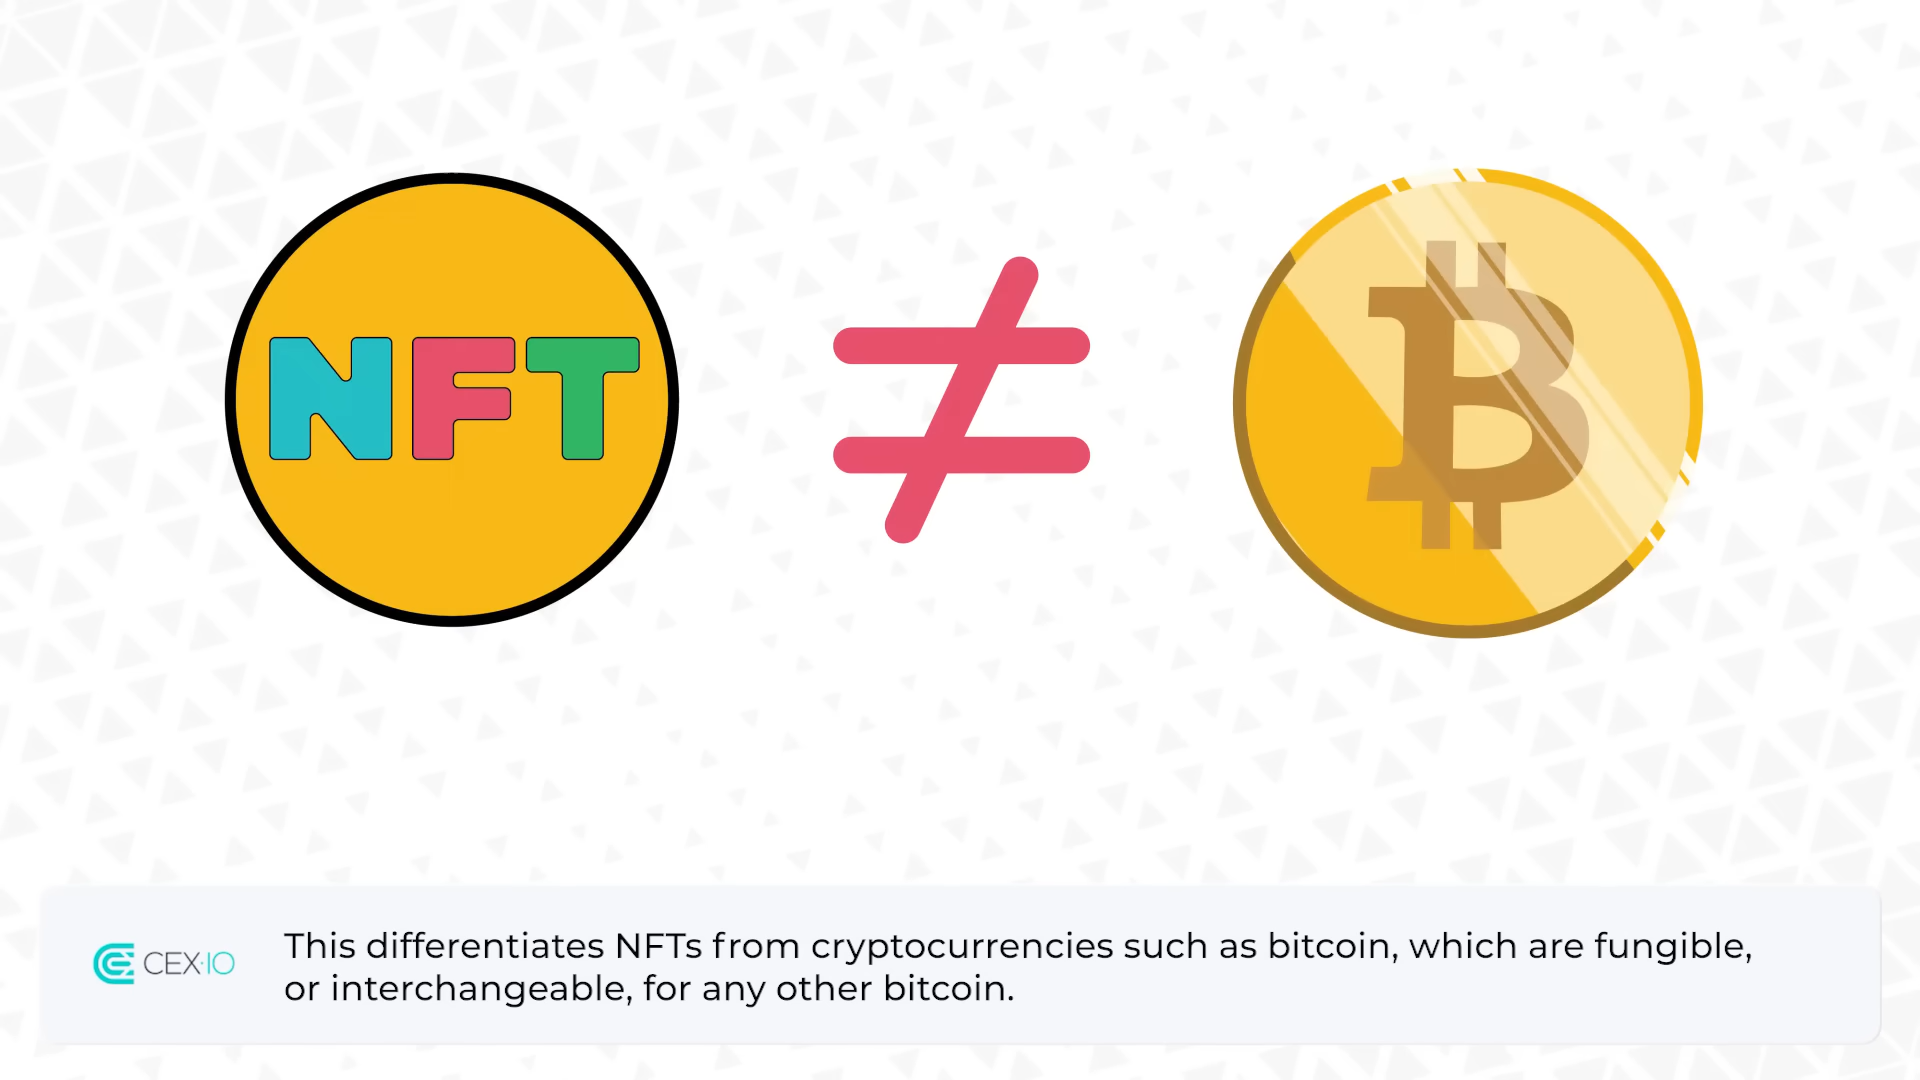 NFT
≠
CEX·IO
This differentiates NFTs from cryptocurrencies such as bitcoin, which are fungible,
or interchangeable, for any other bitcoin.